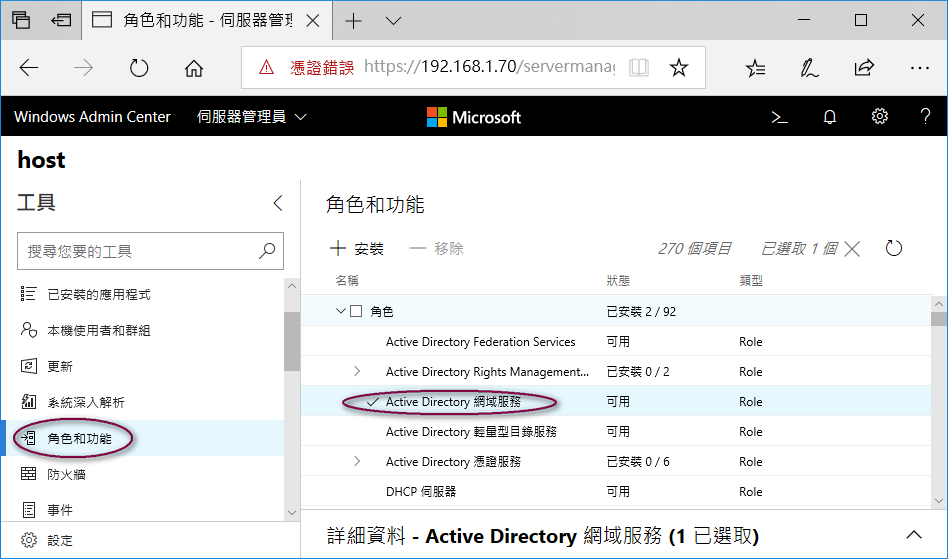 角色和功能 - 伺服器管理
憑證錯誤 https://192.168.1.70/servermanag
Windows Admin Center 伺服器管理員 Microsoft
host
工具
搜尋您要的工具
已安裝的應用程式
本機使用者和群組
更新
系統深入解析
角色和功能
防火牆
事件
設定
角色和功能
安裝 移除 270 個項目 已選取 1 個
名稱 狀態 類型
角色 已安裝 2 / 92
Active Directory Federation Services 可用 Role
Active Directory Rights Management... 已安裝 0 / 2 Role
Active Directory 網域服務 可用 Role
Active Directory 輕量型目錄服務 可用 Role
Active Directory 憑證服務 已安裝 0 / 6 Role
DHCP 伺服器 可用 Role
詳細資料 - Active Directory 網域服務 (1 已選取)